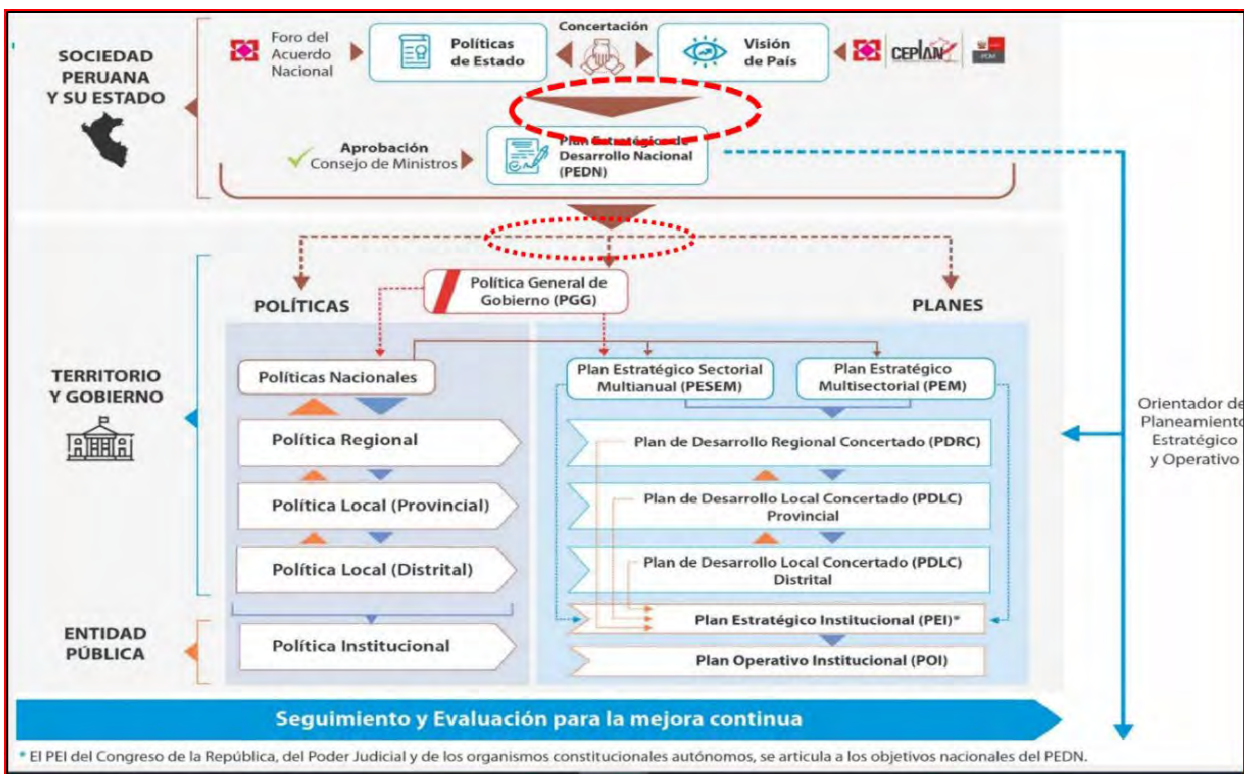 SOCIEDAD
PERUANA
Y SU ESTADO
Foro del
Acuerdo
Nacional
Políticas
de Estado
Concertación
Visión
de País
CEPLAN
Aprobación
Consejo de Ministros
Plan Estratégico de
Desarrollo Nacional
(PEDN)
Política General de
Gobierno (PGG)
POLÍTICAS
PLANES
TERRITORIO
Y GOBIERNO
Políticas Nacionales
Plan Estratégico Sectorial
Multianual (PESEM)
Plan Estratégico
Multisectorial (PEM)
Política Regional
Plan de Desarrollo Regional Concertado (PDRC)
Política Local (Provincial)
Plan de Desarrollo Local Concertado (PDLC)
Provincial
Política Local (Distrital)
Plan de Desarrollo Local Concertado (PDLC)
Distrital
Orientador de
Planeamiento
Estratégico
y Operativo
ENTIDAD
PÚBLICA
Política Institucional
Plan Estratégico Institucional (PEI)*
Plan Operativo Institucional (POI)
Seguimiento y Evaluación para la mejora continua
* El PEI del Congreso de la República, del Poder Judicial y de los organismos constitucionales autónomos, se articula a los objetivos nacionales del PEDN.